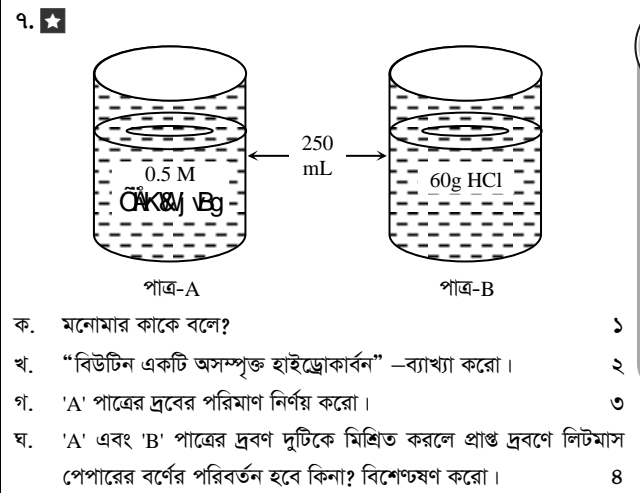 ৭.
250
mL
0.5 M
60g HCl
পাত্র-A
পাত্র-B
ক. মনোমার কাকে বলে? ১
খ. “বিউটিন একটি অসম্পৃক্ত হাইড্রোকার্বন” –ব্যাখ্যা করো। ২
গ. 'A' পাত্রের দ্রবের পরিমাণ নির্ণয় করো। ৩
ঘ. 'A' এবং 'B' পাত্রের দ্রবণ দুটিকে মিশ্রিত করলে প্রাপ্ত দ্রবণে লিটমাস
পেপারের বর্ণের পরিবর্তন হবে কিনা? বিশেণ্টষণ করো। ৪